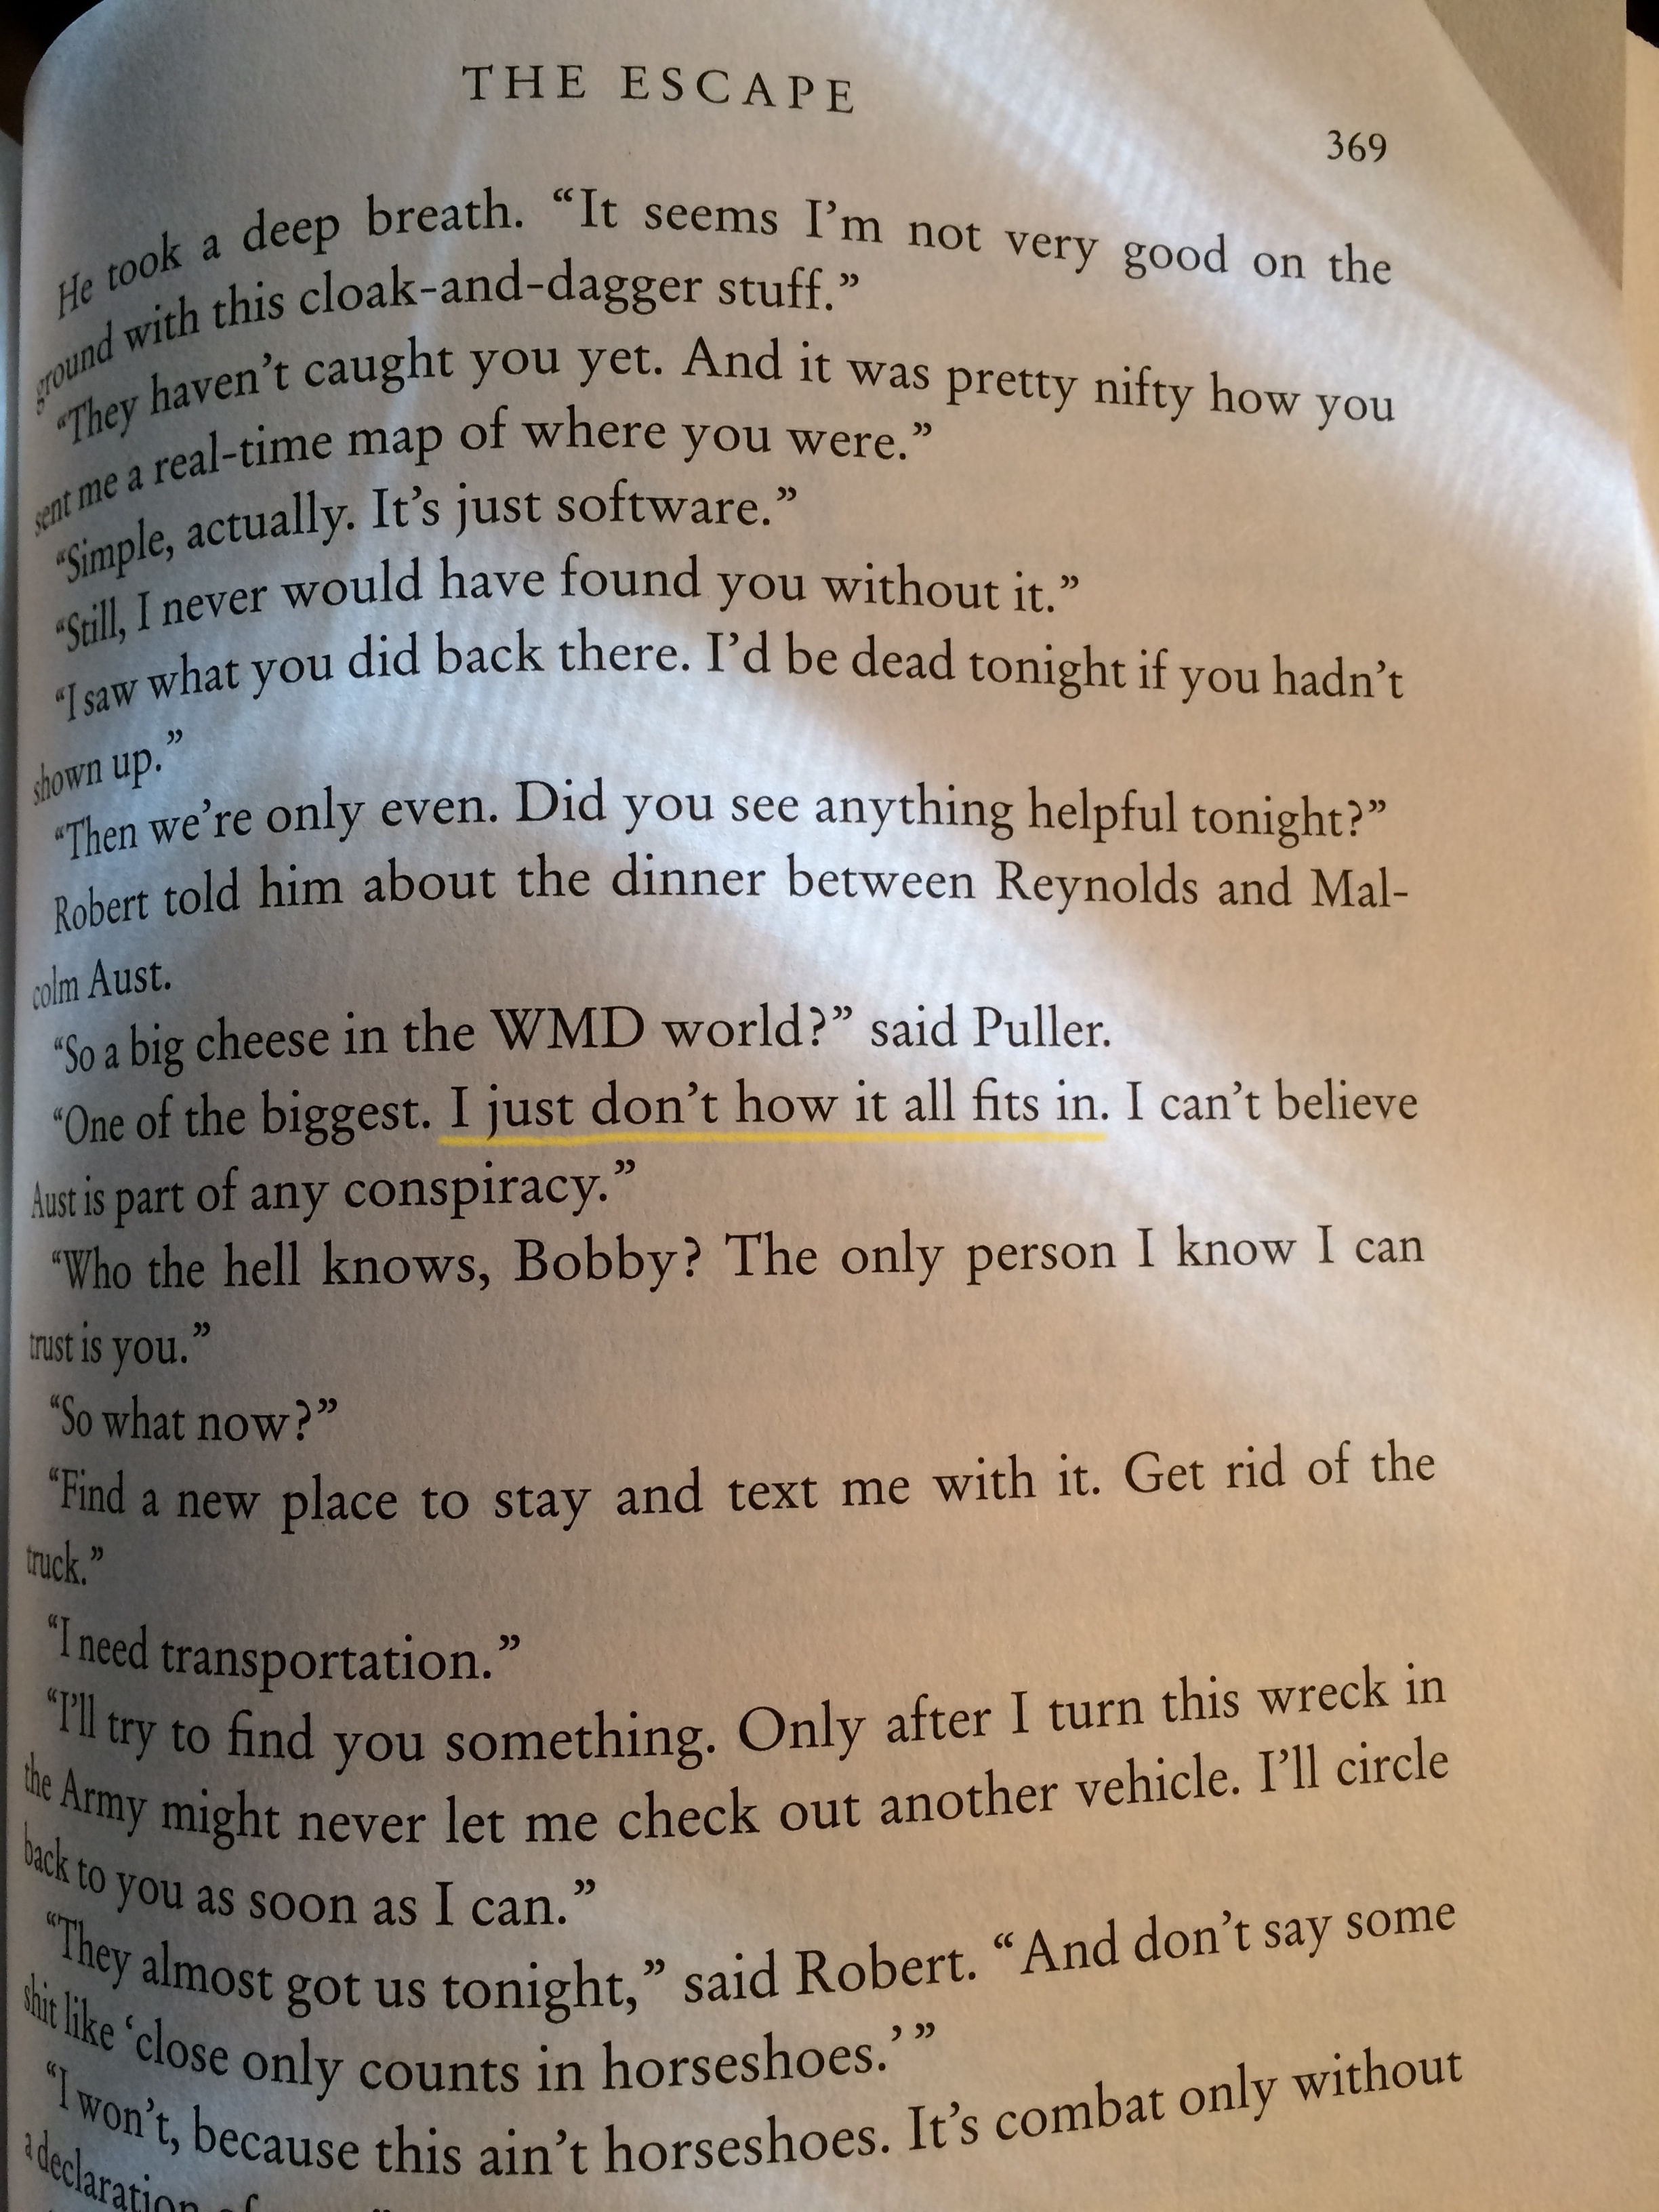 THE ESCAPE
369
He took a deep breath. “It seems I’m not very good on the
ground with this cloak-and-dagger stuff.”
“They haven’t caught you yet. And it was pretty nifty how you
sent me a real-time map of where you were.”
“Simple, actually. It’s just software.”
“Still, I never would have found you without it.”
“I saw what you did back there. I’d be dead tonight if you hadn’t
shown up.”
“Then we’re only even. Did you see anything helpful tonight?”
Robert told him about the dinner between Reynolds and Mal-
colm Aust.
“So a big cheese in the WMD world?” said Puller.
“One of the biggest. I just don’t how it all fits in. I can’t believe
Aust is part of any conspiracy.”
“Who the hell knows, Bobby? The only person I know I can
trust is you.”
“So what now?”
“Find a new place to stay and text me with it. Get rid of the
truck.”
“I need transportation.”
“I’ll try to find you something. Only after I turn this wreck in
the Army might never let me check out another vehicle. I’ll circle
back to you as soon as I can.”
“They almost got us tonight,” said Robert. “And don’t say some
shit like ‘close only counts in horseshoes.’ ”
“I won’t, because this ain’t horseshoes. It’s combat only without
a declaration of